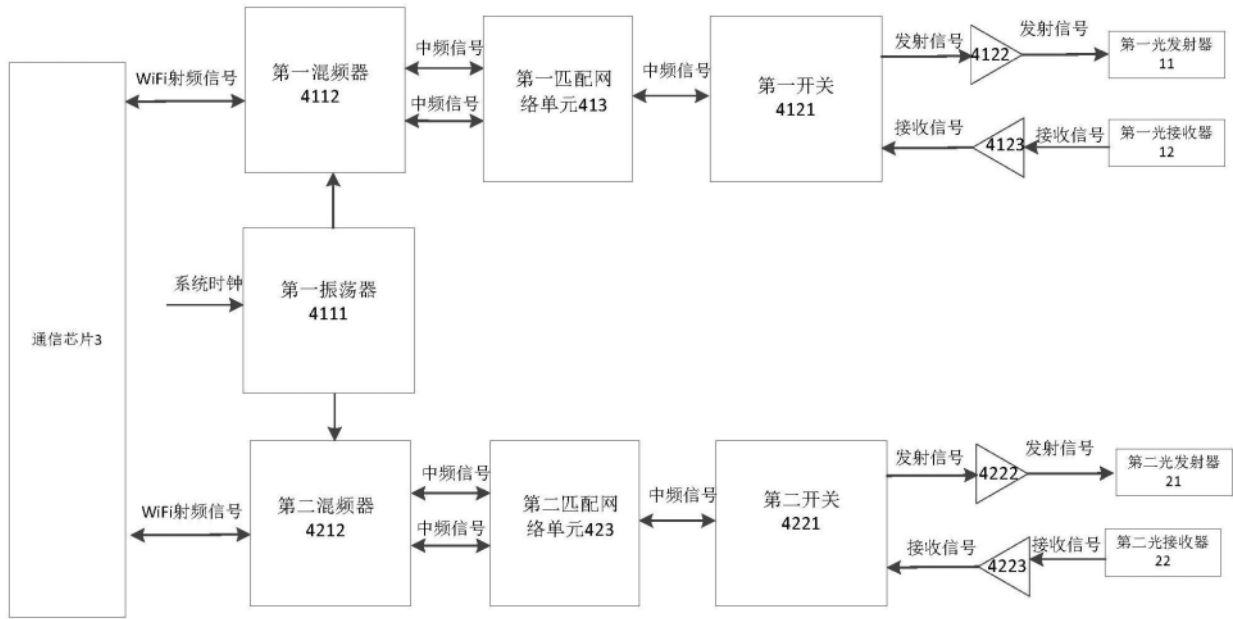 通信芯片3
WiFi射频信号
第一混频器
4112
中频信号
中频信号
第一匹配网
络单元413
中频信号
第一开关
4121
发射信号
4122
发射信号
第一光发射器
11
接收信号
4123
接收信号
第一光接收器
12
系统时钟
第一振荡器
4111
WiFi射频信号
第二混频器
4212
中频信号
中频信号
第二匹配网
络单元423
中频信号
第二开关
4221
发射信号
4222
发射信号
第二光发射器
21
接收信号
4223
接收信号
第二光接收器
22